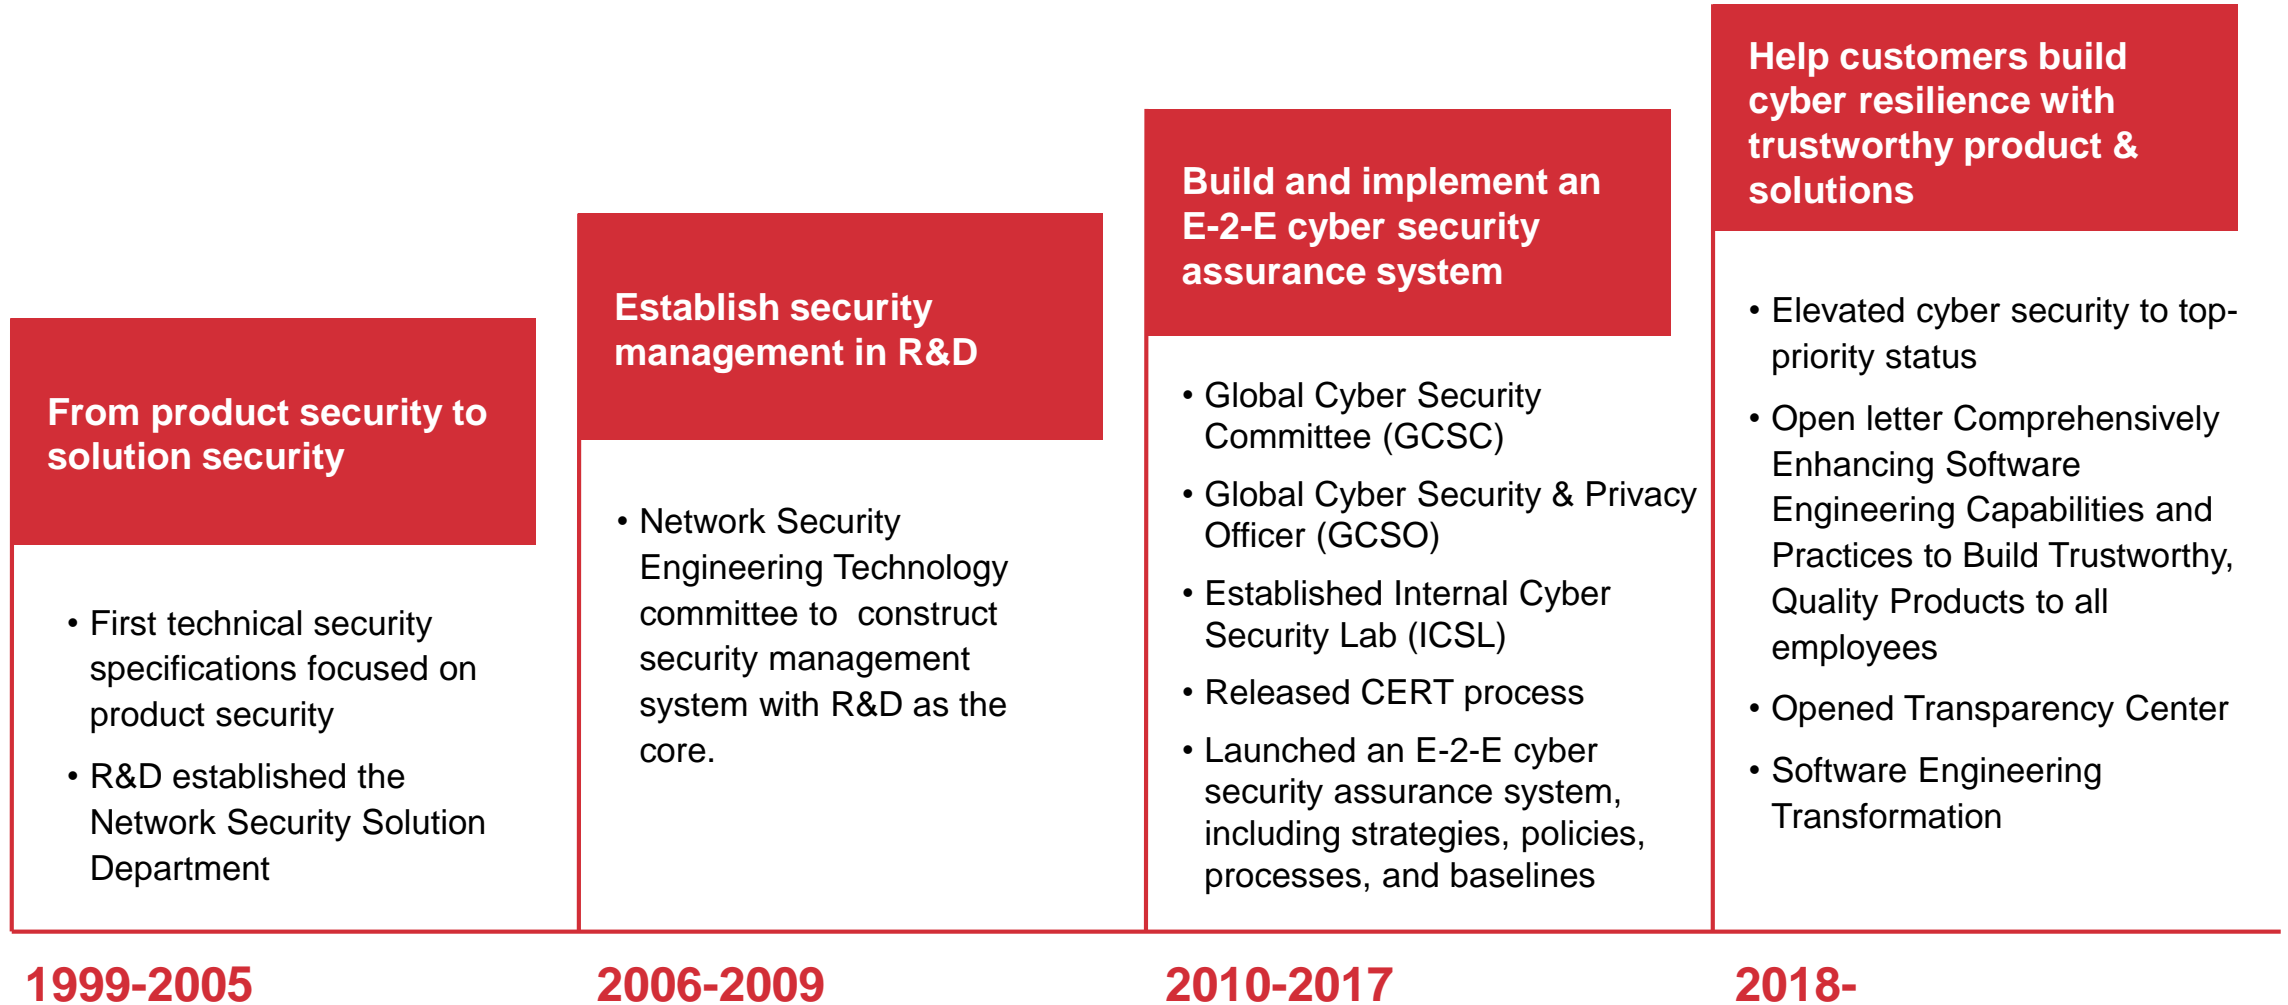 From product security to
solution security
• First technical security
specifications focused on
product security
• R&D established the
Network Security Solution
Department
1999-2005
Establish security
management in R&D
• Network Security
Engineering Technology
committee to  construct
security management
system with R&D as the
core.
2006-2009
Build and implement an
E-2-E cyber security
assurance system
• Global Cyber Security
Committee (GCSC)
• Global Cyber Security & Privacy
Officer (GCSO)
• Established Internal Cyber
Security Lab (ICSL)
• Released CERT process
• Launched an E-2-E cyber
security assurance system,
including strategies, policies,
processes, and baselines
2010-2017
Help customers build
cyber resilience with
trustworthy product &
solutions
• Elevated cyber security to top-
priority status
• Open letter Comprehensively
Enhancing Software
Engineering Capabilities and
Practices to Build Trustworthy,
Quality Products to all
employees
• Opened Transparency Center
• Software Engineering
Transformation
2018-